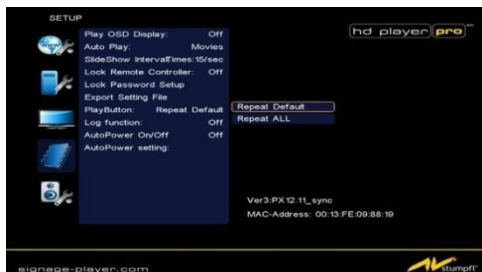 SETUP
hd player pro
Play OSD Display: Off
Auto Play: Movies
SlideShow IntervalTimes:15/sec
Lock Remote Controller: Off
Lock Password Setup
Export Setting File
PlayButton: Repeat Default
Repeat Default
Log function: Off
Repeat ALL
AutoPower On/Off Off
AutoPower setting:
Ver3:PX12.11_sync
MAC-Address: 00:13:FE:09:88:19
signage-player.com
AV stumpfl